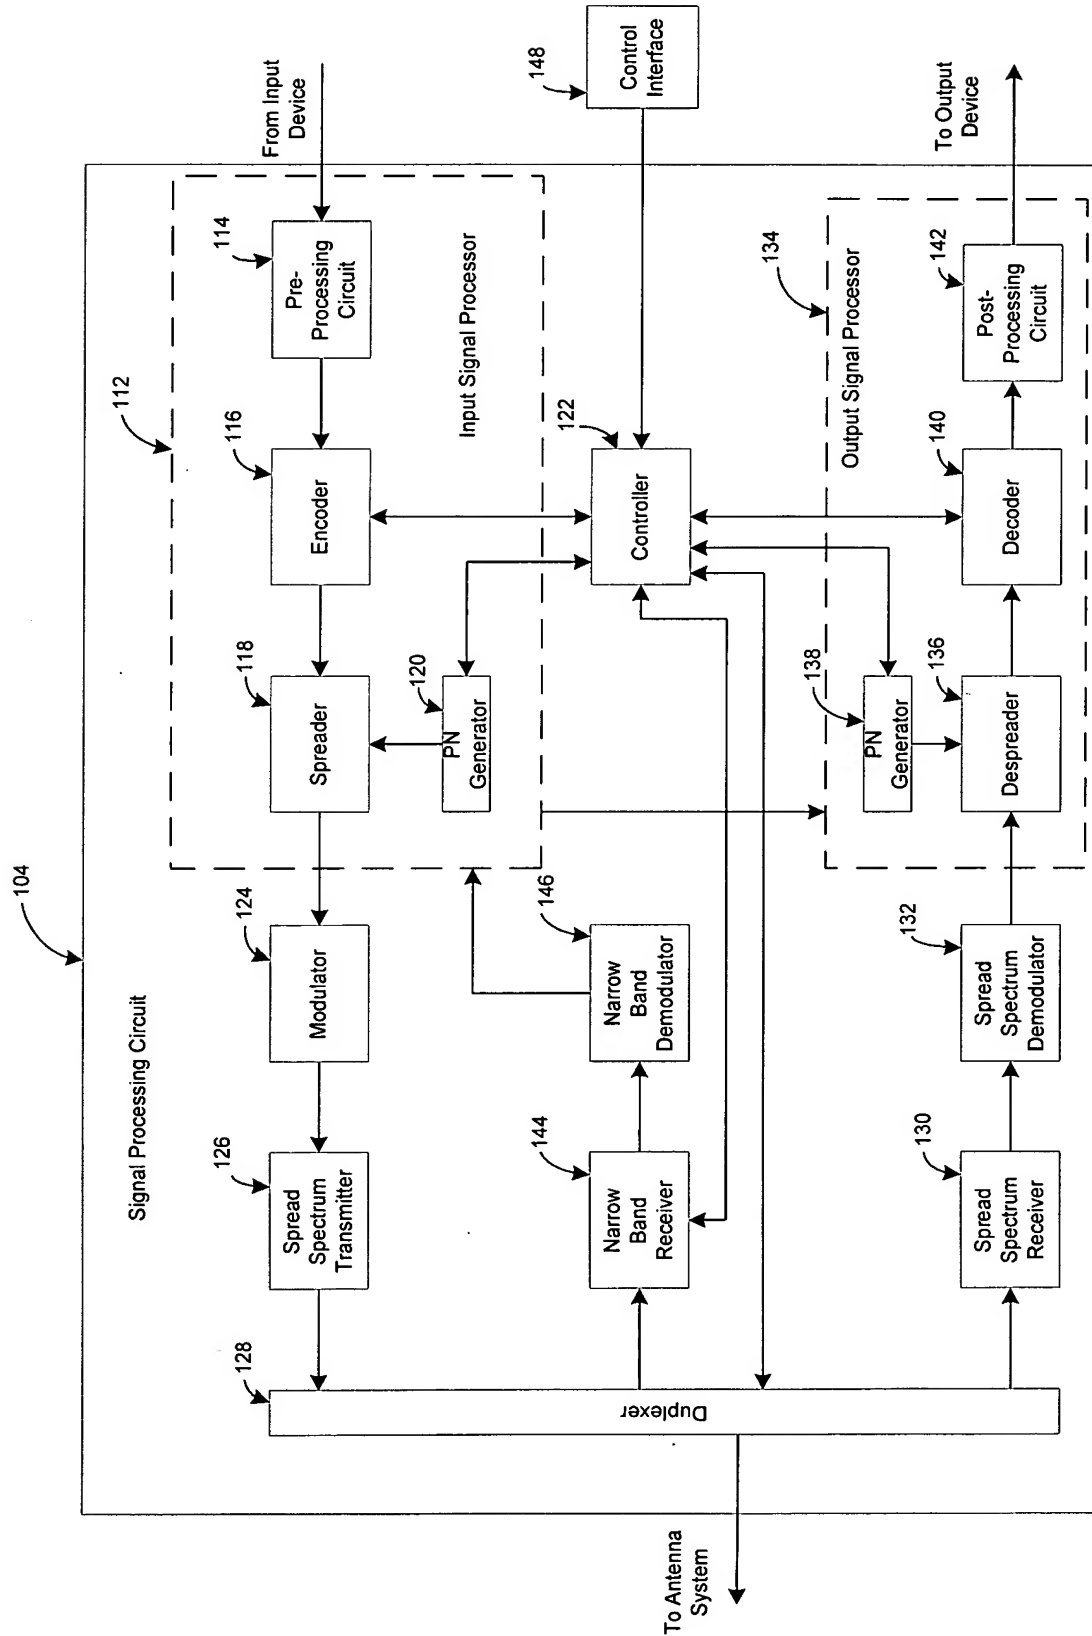 104
Signal Processing Circuit
112
From Input
Device
114
Pre-
Processing
Circuit
116
Encoder
118
Spreader
120
PN
Generator
Input Signal Processor
124
Modulator
126
Spread
Spectrum
Transmitter
128
Duplexer
To Antenna
System
144
Narrow
Band
Receiver
146
Narrow
Band
Demodulator
122
Controller
148
Control
Interface
130
Spread
Spectrum
Receiver
132
Spread
Spectrum
Demodulator
134
Output Signal Processor
138
PN
Generator
136
Despreader
140
Decoder
142
Post-
Processing
Circuit
To Output
Device